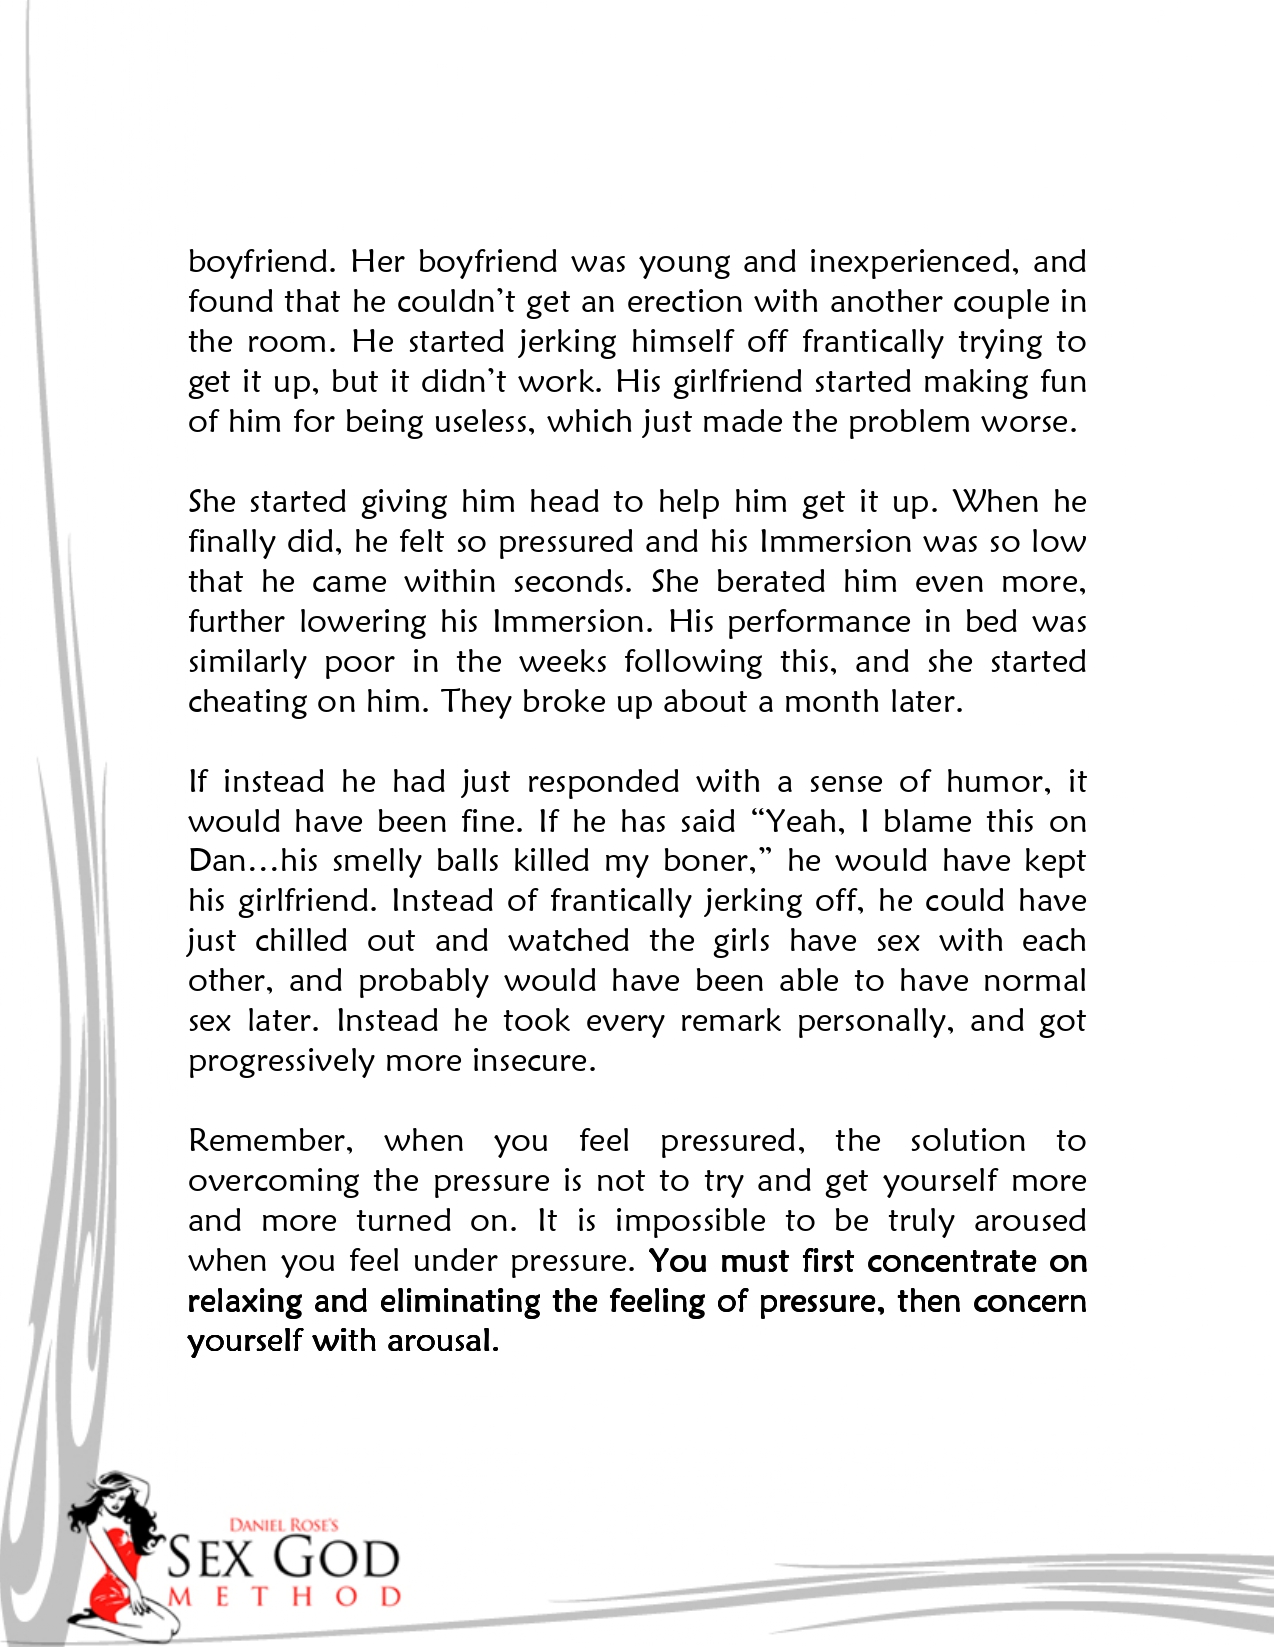 boyfriend. Her boyfriend was young and inexperienced, and
found that he couldn’t get an erection with another couple in
the room. He started jerking himself off frantically trying to
get it up, but it didn’t work. His girlfriend started making fun
of him for being useless, which just made the problem worse.
She started giving him head to help him get it up. When he
finally did, he felt so pressured and his Immersion was so low
that he came within seconds. She berated him even more,
further lowering his Immersion. His performance in bed was
similarly poor in the weeks following this, and she started
cheating on him. They broke up about a month later.
If instead he had just responded with a sense of humor, it
would have been fine. If he has said “Yeah, I blame this on
Dan…his smelly balls killed my boner,” he would have kept
his girlfriend. Instead of frantically jerking off, he could have
just chilled out and watched the girls have sex with each
other, and probably would have been able to have normal
sex later. Instead he took every remark personally, and got
progressively more insecure.
Remember, when you feel pressured, the solution to
overcoming the pressure is not to try and get yourself more
and more turned on. It is impossible to be truly aroused
when you feel under pressure. You must first concentrate on
relaxing and eliminating the feeling of pressure, then concern
yourself with arousal.
DANIEL ROSE'S
SEX GOD
METHOD